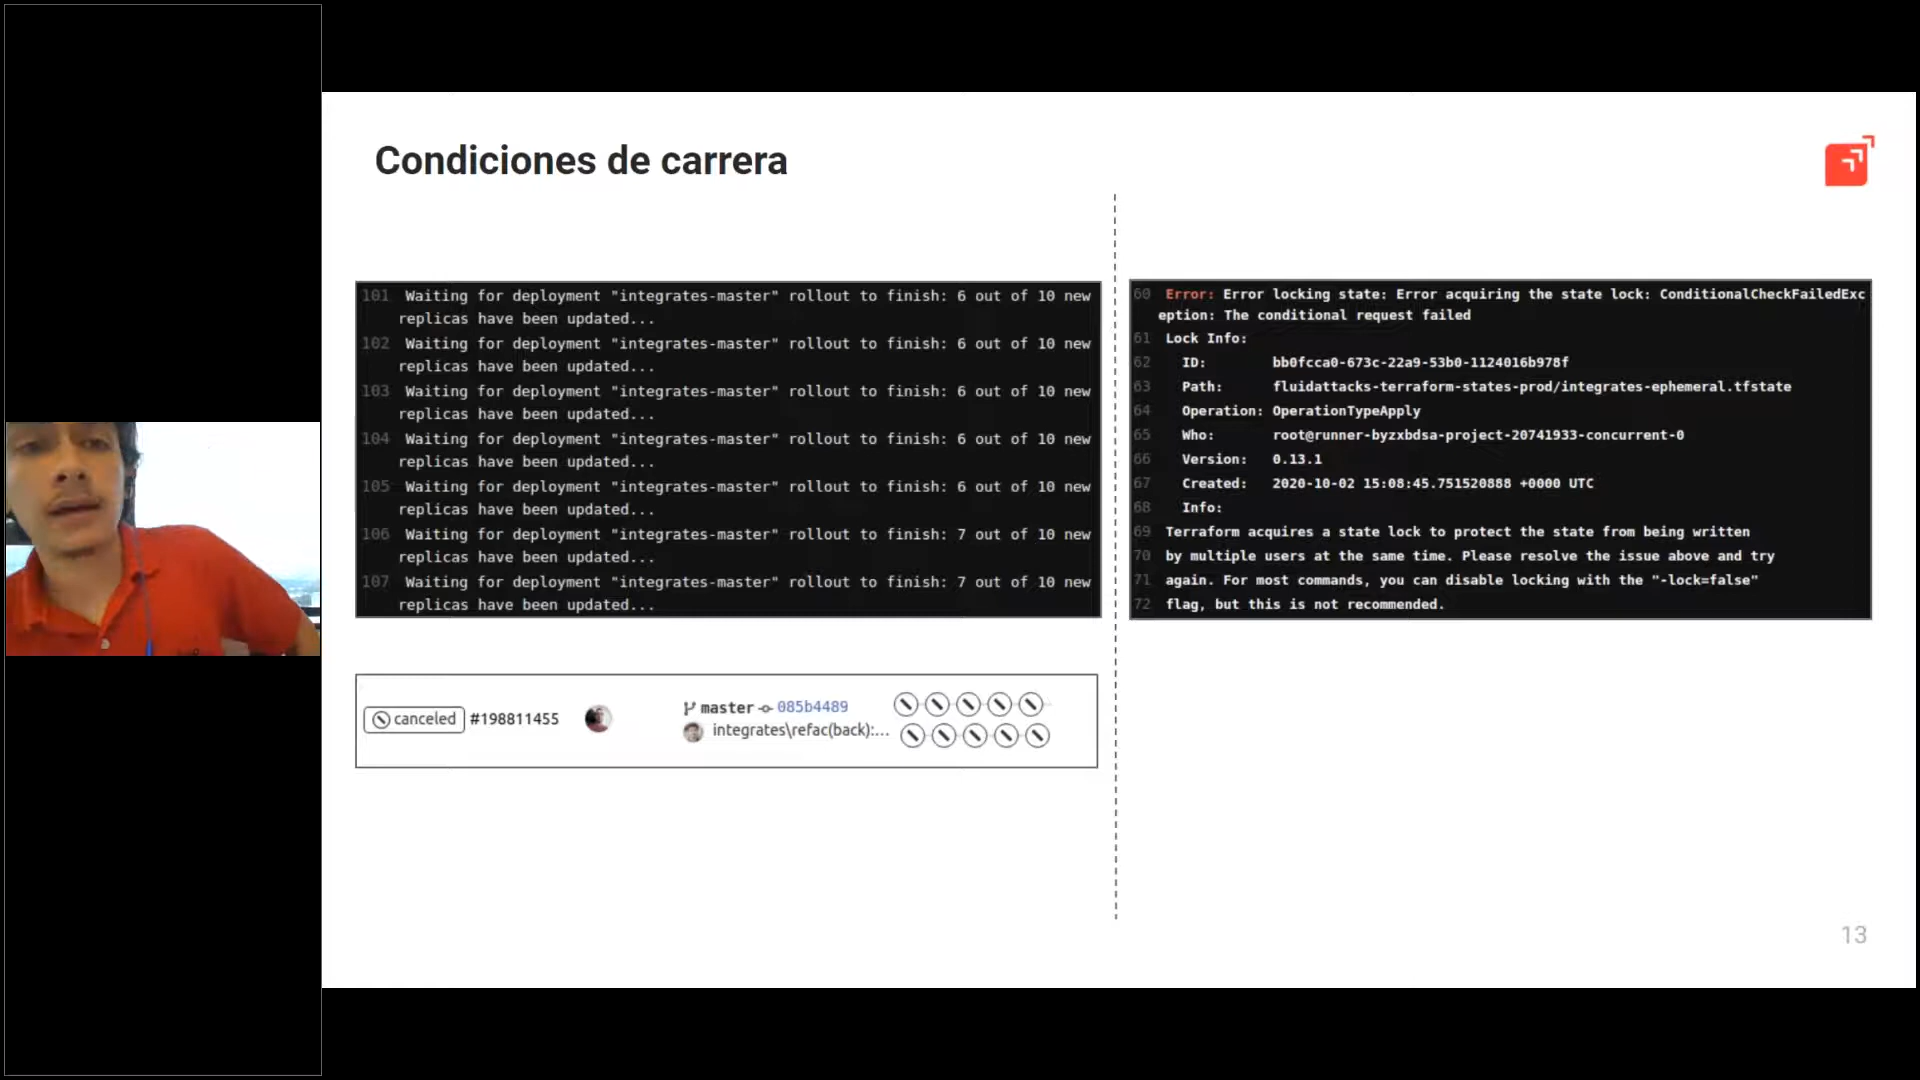 Condiciones de carrera
101 Waiting for deployment "integrates-master" rollout to finish: 6 out of 10 new
replicas have been updated...
102 Waiting for deployment "integrates-master" rollout to finish: 6 out of 10 new
replicas have been updated...
103 Waiting for deployment "integrates-master" rollout to finish: 6 out of 10 new
replicas have been updated...
104 Waiting for deployment "integrates-master" rollout to finish: 6 out of 10 new
replicas have been updated...
105 Waiting for deployment "integrates-master" rollout to finish: 6 out of 10 new
replicas have been updated...
106 Waiting for deployment "integrates-master" rollout to finish: 7 out of 10 new
replicas have been updated...
107 Waiting for deployment "integrates-master" rollout to finish: 7 out of 10 new
replicas have been updated...
canceled #198811455 master 085b4489
integrates\refac(back):...
60 Error: Error locking state: Error acquiring the state lock: ConditionalCheckFailedExc
eption: The conditional request failed
61 Lock Info:
62 ID: bb0fcca0-673c-22a9-53b0-1124016b978f
63 Path: fluidattacks-terraform-states-prod/integrates-ephemeral.tfstate
64 Operation: OperationTypeApply
65 Who: root@runner-byzxbdsa-project-20741933-concurrent-0
66 Version: 0.13.1
67 Created: 2020-10-02 15:08:45.751520888 +0000 UTC
68 Info:
69 Terraform acquires a state lock to protect the state from being written
70 by multiple users at the same time. Please resolve the issue above and try
71 again. For most commands, you can disable locking with the "-lock=false"
72 flag, but this is not recommended.
13